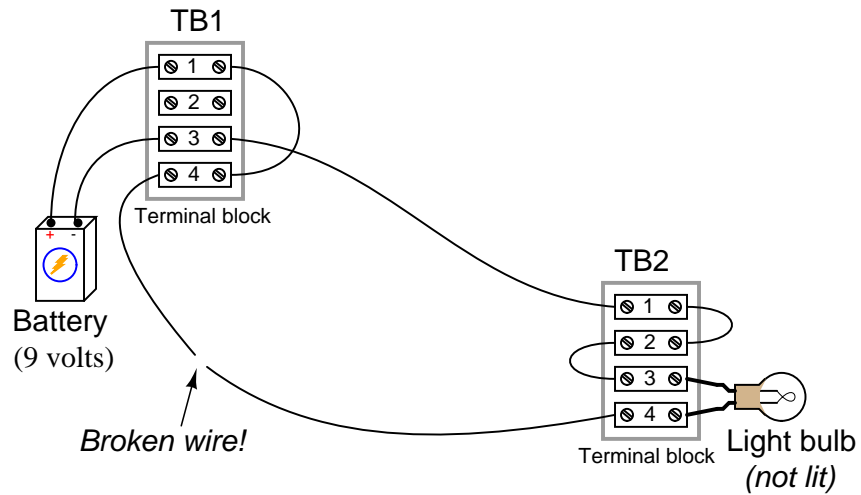 TB1
1
2
3
4
Terminal block
+ -
Battery
(9 volts)
Broken wire!
TB2
1
2
3
4
Terminal block
Light bulb
(not lit)